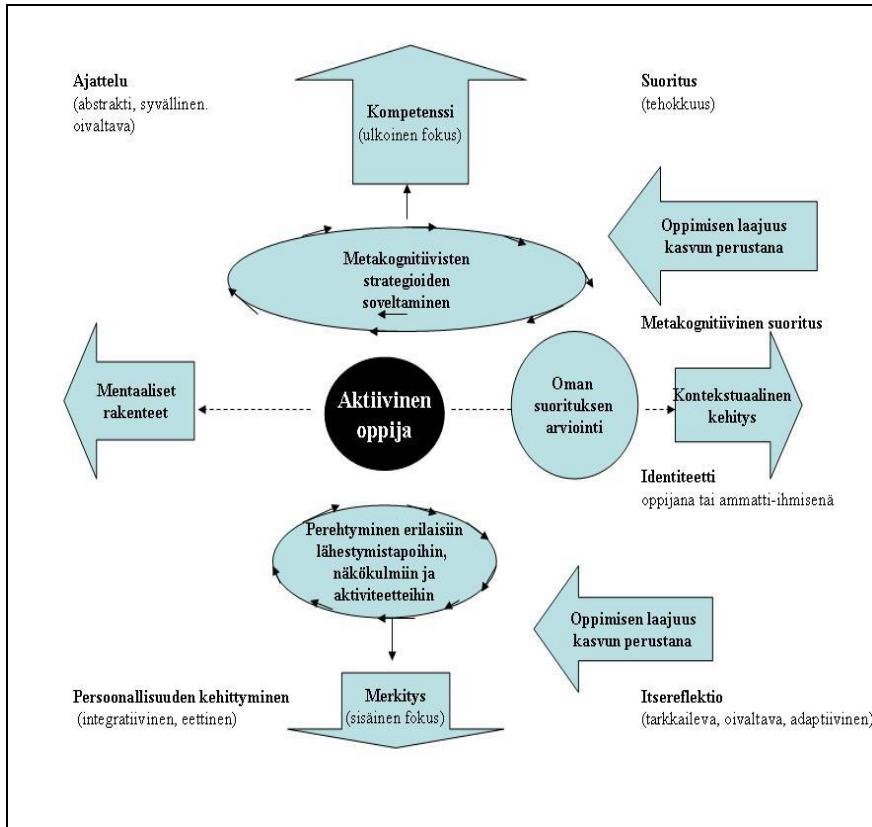 Ajattelu
(abstrakti, syvällinen.
oivaltava)
Kompetenssi
(ulkoinen fokus)
Suoritus
(tehokkuus)
Oppimisen laajuus
kasvun perustana
Metakognitiivisten
strategioiden
soveltaminen
Metakognitiivinen suoritus
Mentaaliset
rakenteet
Aktiivinen
oppija
Oman
suorituksen
arviointi
Kontekstuaalinen
kehitys
Identiteetti
oppijana tai ammatti-ihmisenä
Perehtyminen erilaisiin
lähestymistapoihin,
näkökulmiin ja
aktiviteetteihin
Oppimisen laajuus
kasvun perustana
Persoonallisuuden kehittyminen
(integratiivinen, eettinen)
Merkitys
(sisäinen fokus)
Itsereflektio
(tarkkaileva, oivaltava, adaptiivinen)